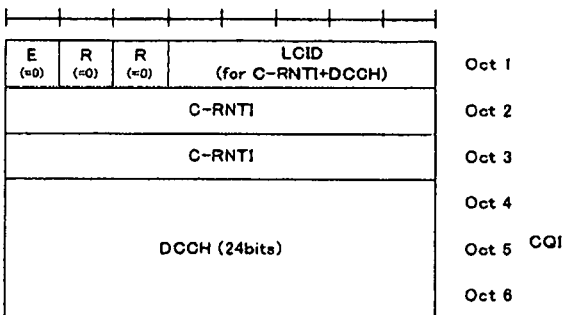 E R R LCID Oct 1
(=0) (=0) (=0) (for C-RNTI+DCCH)
C-RNTI Oct 2
C-RNTI Oct 3
Oct 4
DCCH (24bits) Oct 5 CQI
Oct 6